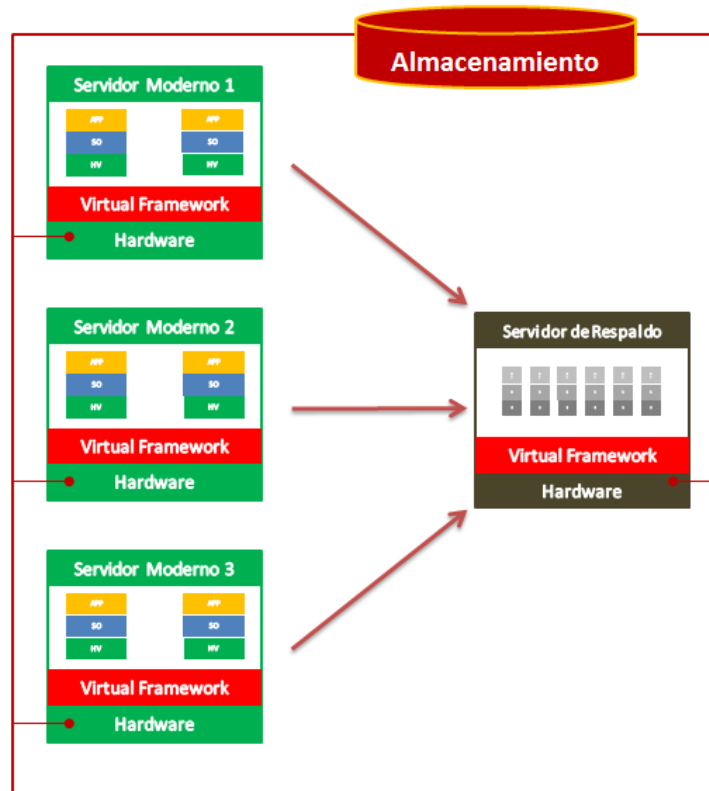 Almacenamiento
Servidor Moderno 1
APP APP
SO SO
HV HV
Virtual Framework
Hardware
Servidor Moderno 2
APP APP
SO SO
HV HV
Virtual Framework
Hardware
Servidor de Respaldo
Virtual Framework
Hardware
Servidor Moderno 3
APP APP
SO SO
HV HV
Virtual Framework
Hardware